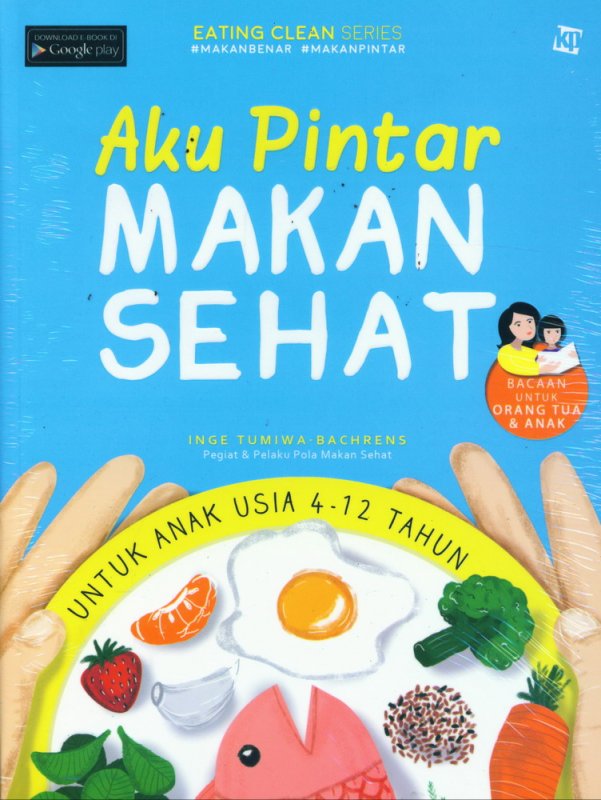 DOWNLOAD E-BOOK DI
Google play
EATING CLEAN SERIES
#MAKANBENAR #MAKANPINTAR
Aku Pintar
MAKAN
SEHAT
BACAAN
UNTUK
ORANG TUA
& ANAK
INGE TUMIWA-BACHRENS
Pegiat & Pelaku Pola Makan Sehat
UNTUK ANAK USIA 4-12 TAHUN